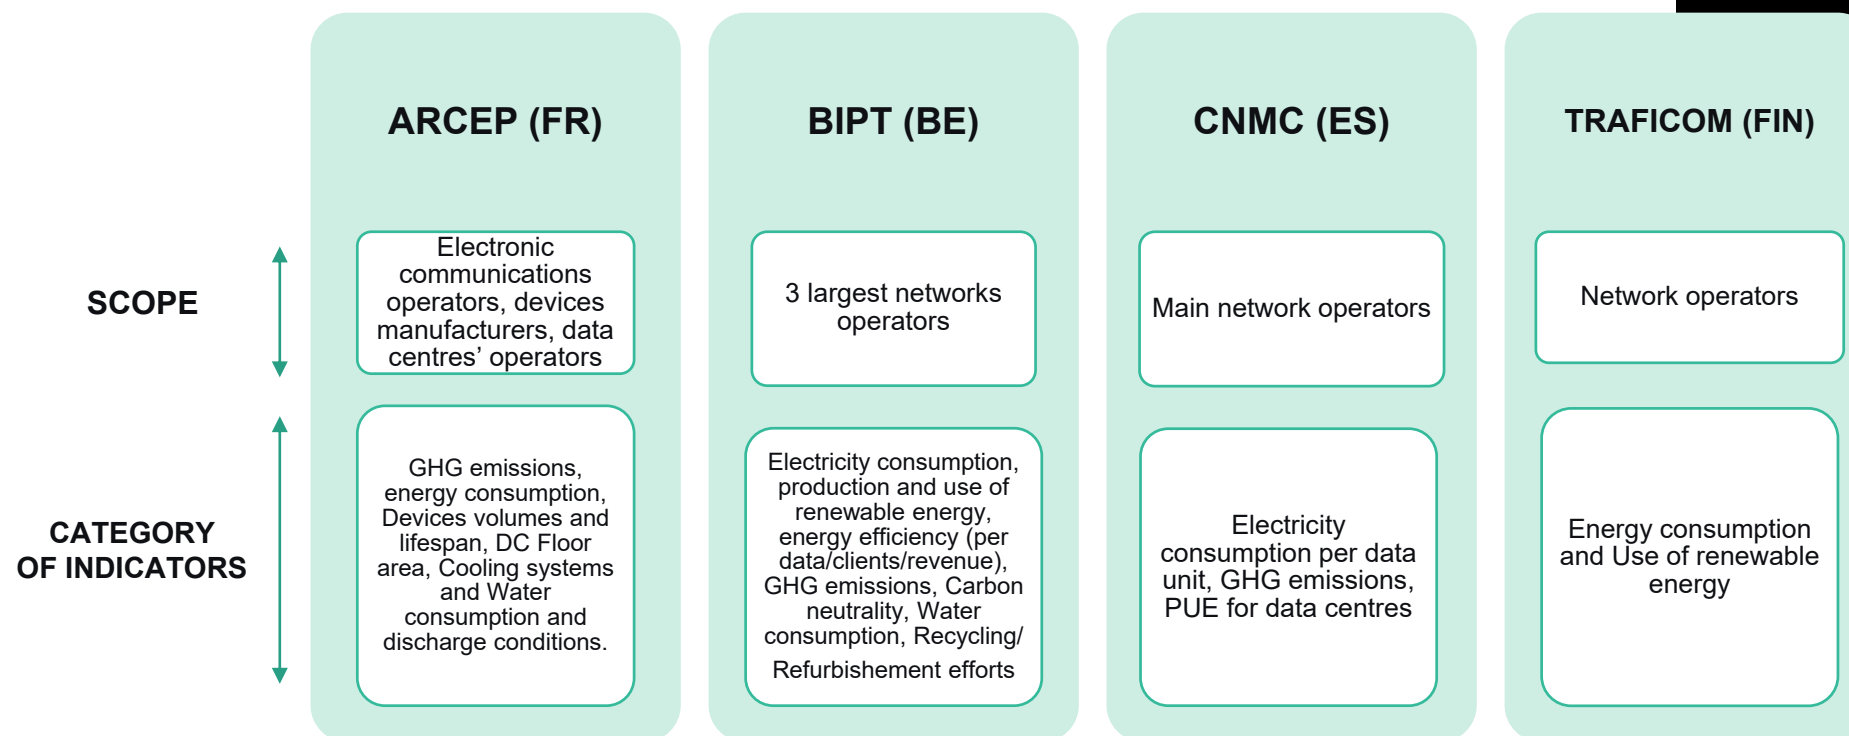 ARCEP (FR)
BIPT (BE)
CNMC (ES)
TRAFICOM (FIN)
SCOPE
Electronic
communications
operators, devices
manufacturers, data
centres’ operators
3 largest networks
operators
Main network operators
Network operators
CATEGORY
OF INDICATORS
GHG emissions,
energy consumption,
Devices volumes and
lifespan, DC Floor
area, Cooling systems
and Water
consumption and
discharge conditions.
Electricity consumption,
production and use of
renewable energy,
energy efficiency (per
data/clients/revenue),
GHG emissions, Carbon
neutrality, Water
consumption, Recycling/
Refurbishement efforts
Electricity
consumption per data
unit, GHG emissions,
PUE for data centres
Energy consumption
and Use of renewable
energy